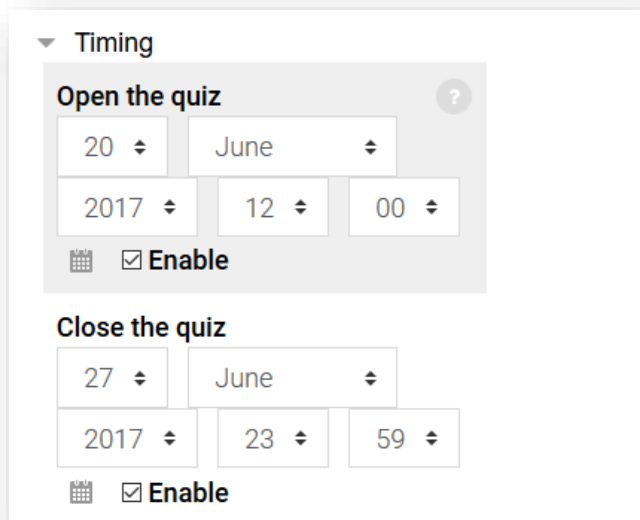 Timing
Open the quiz ?
20 June
2017 12 00
Enable
Close the quiz
27 June
2017 23 59
Enable